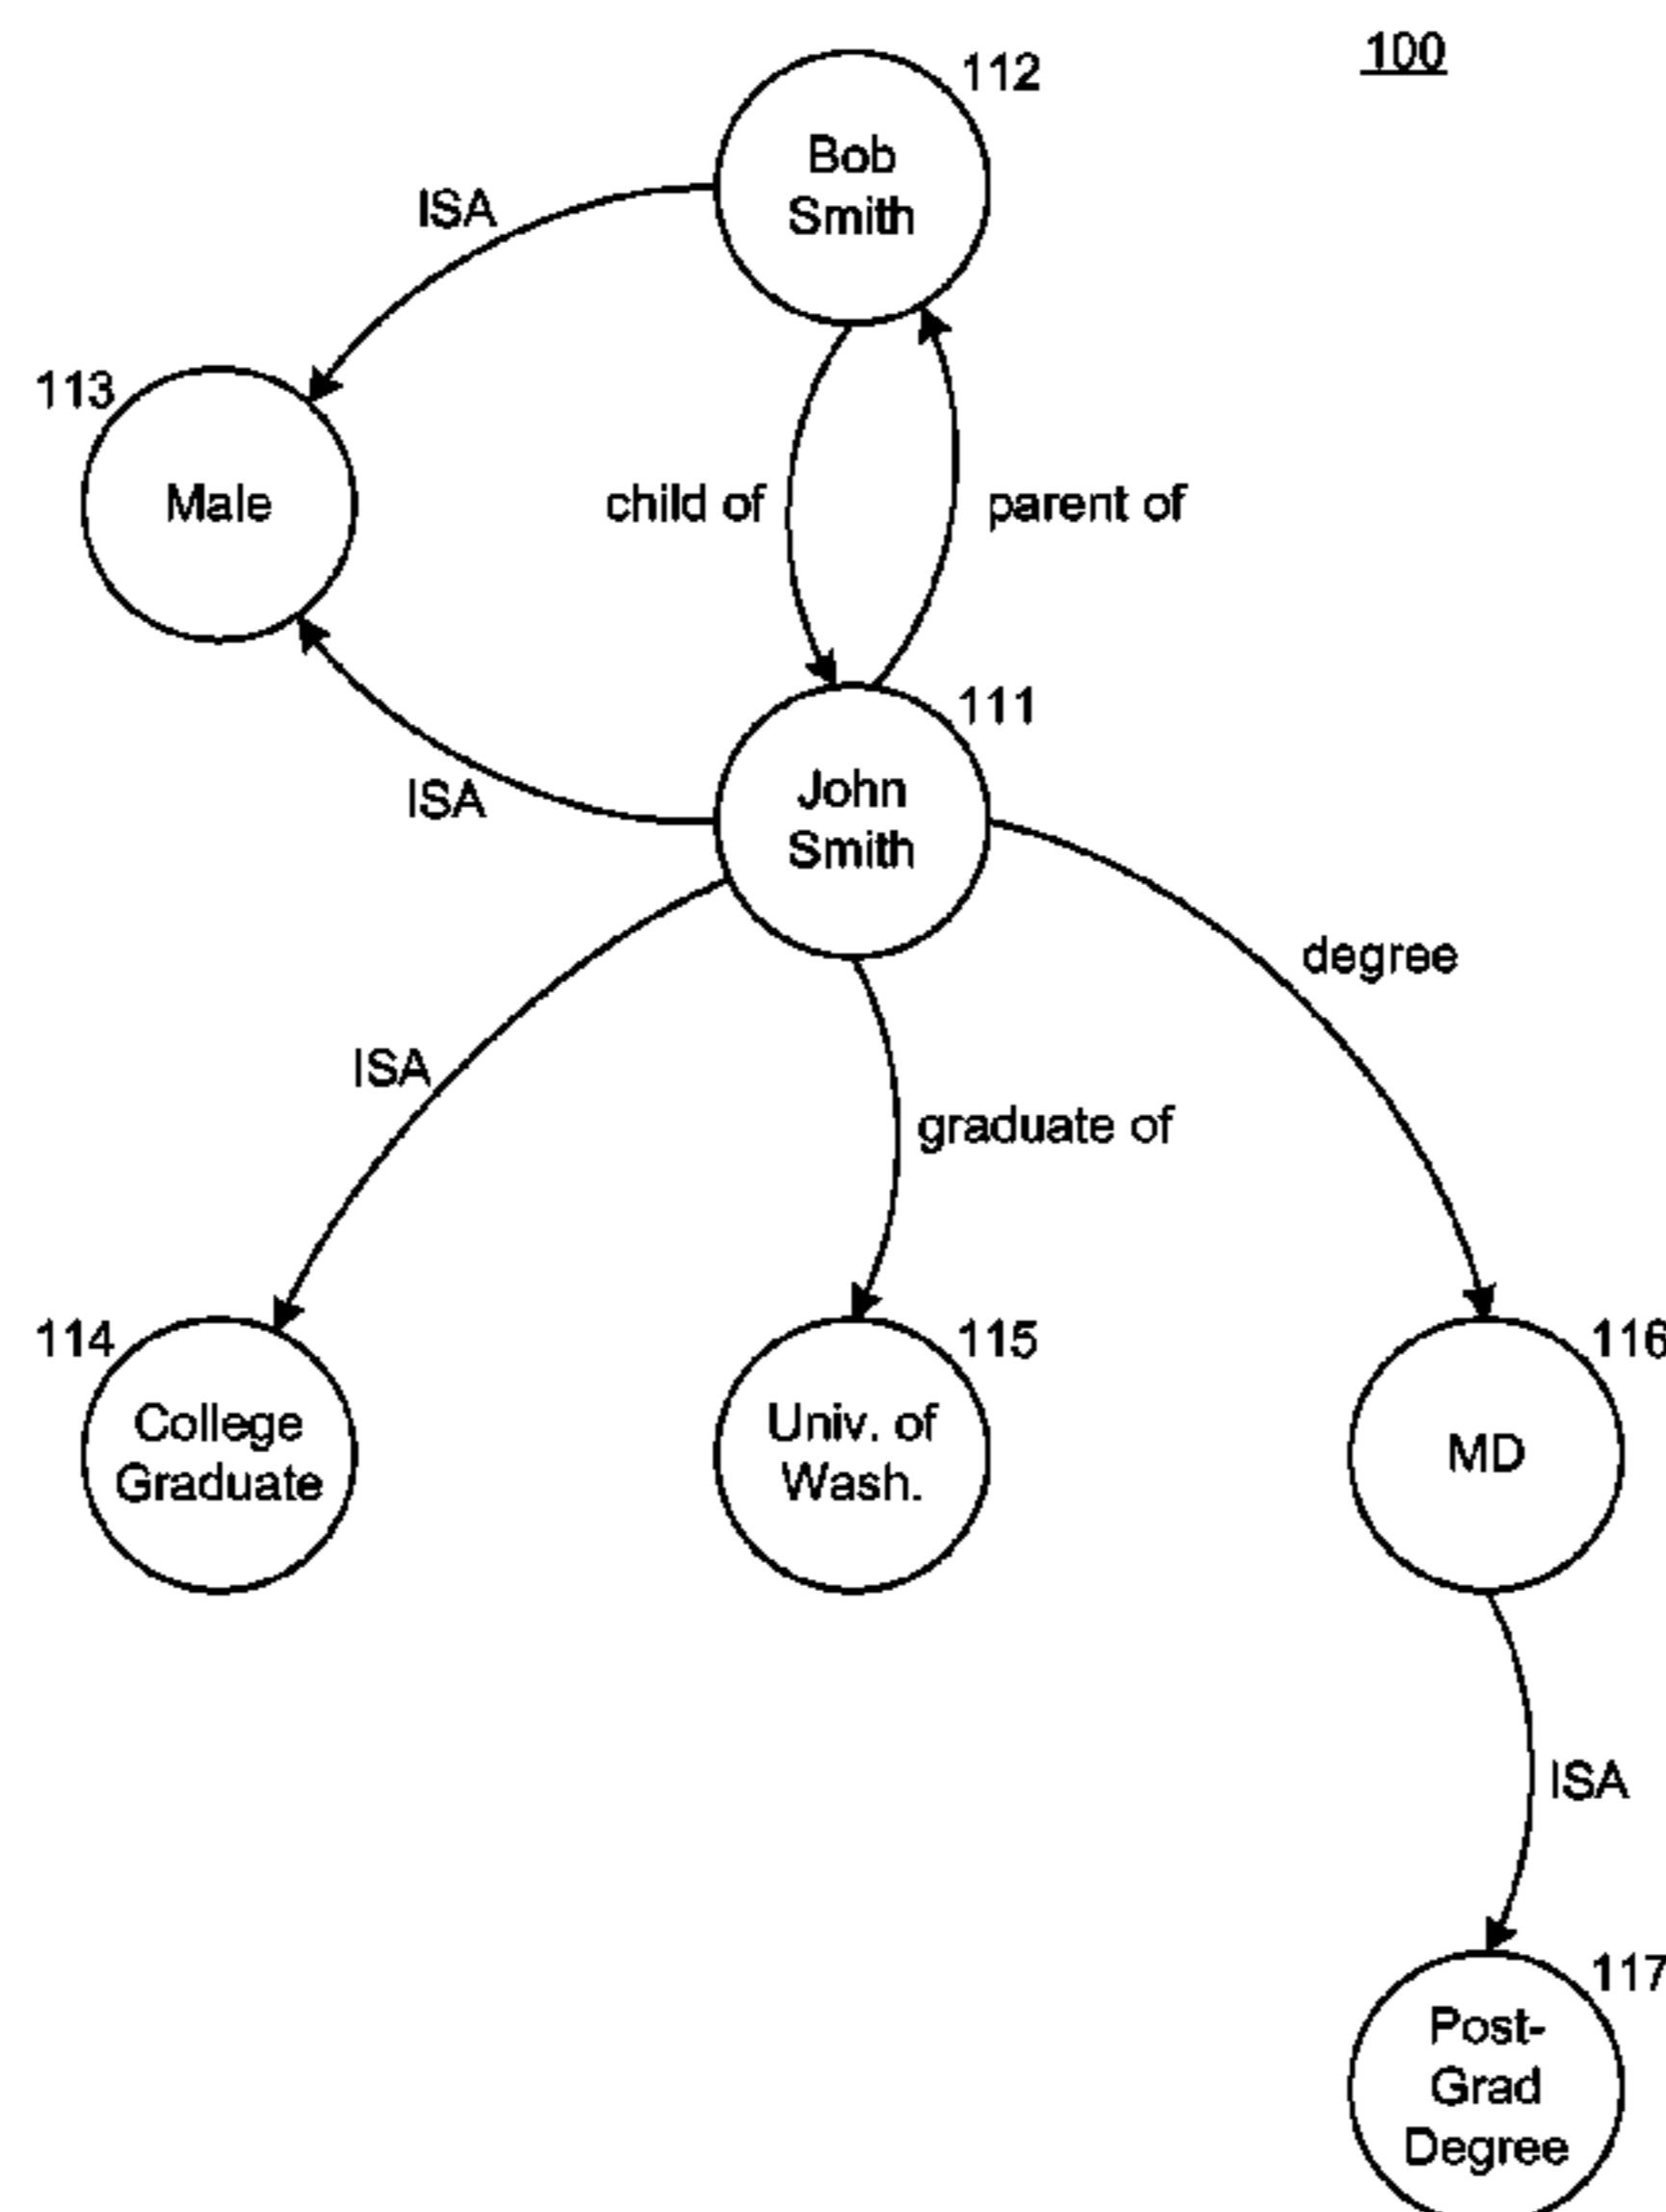 100
112
Bob
Smith
ISA
113
Male
child of
parent of
111
John
Smith
ISA
degree
ISA
graduate of
114
College
Graduate
115
Univ. of
Wash.
116
MD
ISA
117
Post-
Grad
Degree